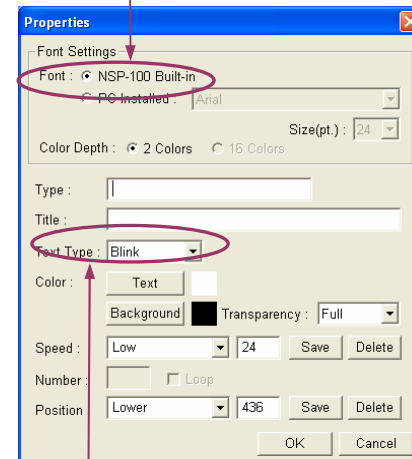 Properties
Font Settings
Font : NSP-100 Built-in
PC Installed : Arial
Size(pt.) : 24
Color Depth : 2 Colors 16 Colors
Type :
Title :
Text Type : Blink
Color : Text
Background Transparency : Full
Speed : Low 24 Save Delete
Number : Loop
Position Lower 436 Save Delete
OK Cancel